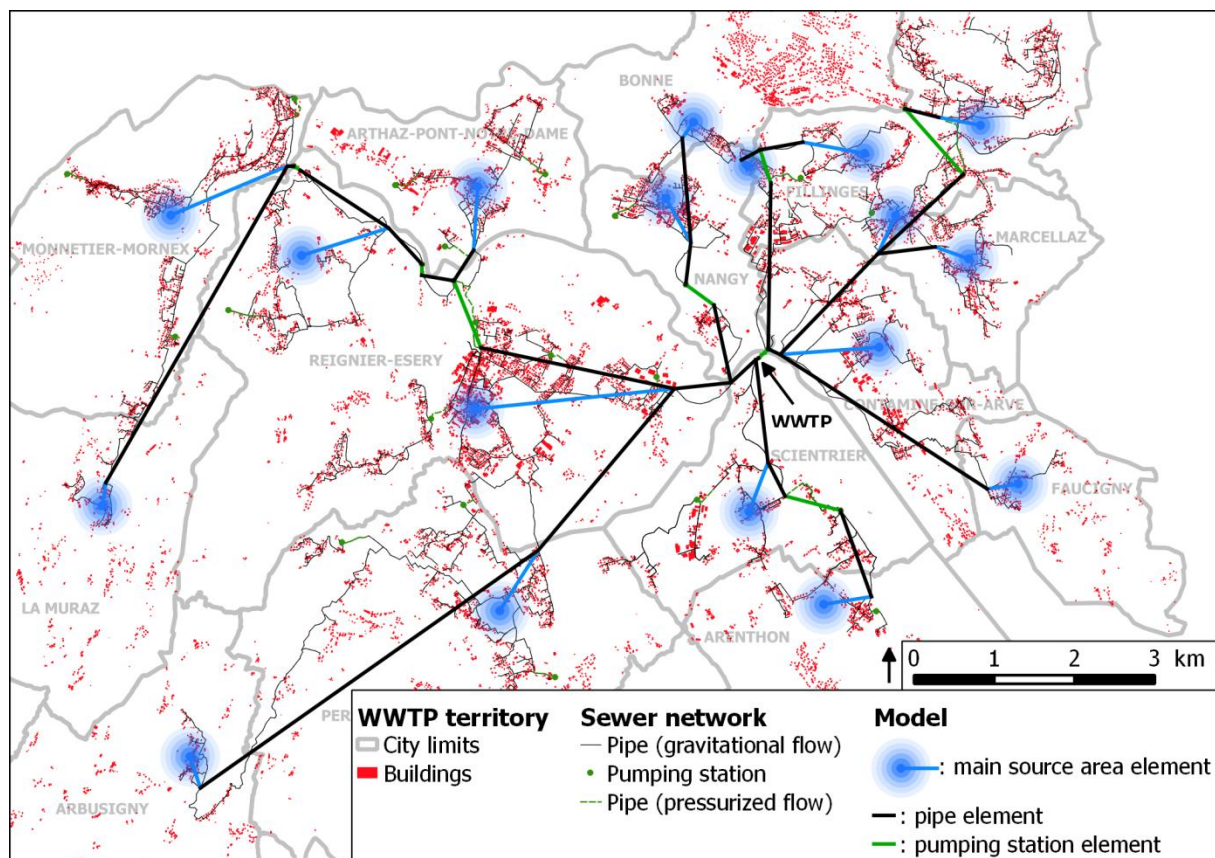 BONNE
ARTHAZ-PONT-NOTRE-DAME
FILLINGES
MONNETIER-MORNEX
MARCELLAZ
NANGY
REIGNIER-ESERY
CONTAMINE-SUR-ARVE
WWTP
SCIENTRIER
FAUCIGNY
LA MURAZ
ARENTHON
0 1 2 3 km
PER
ARBUSIGNY
WWTP territory
City limits
Buildings
Sewer network
Pipe (gravitational flow)
Pumping station
Pipe (pressurized flow)
Model
: main source area element
: pipe element
: pumping station element